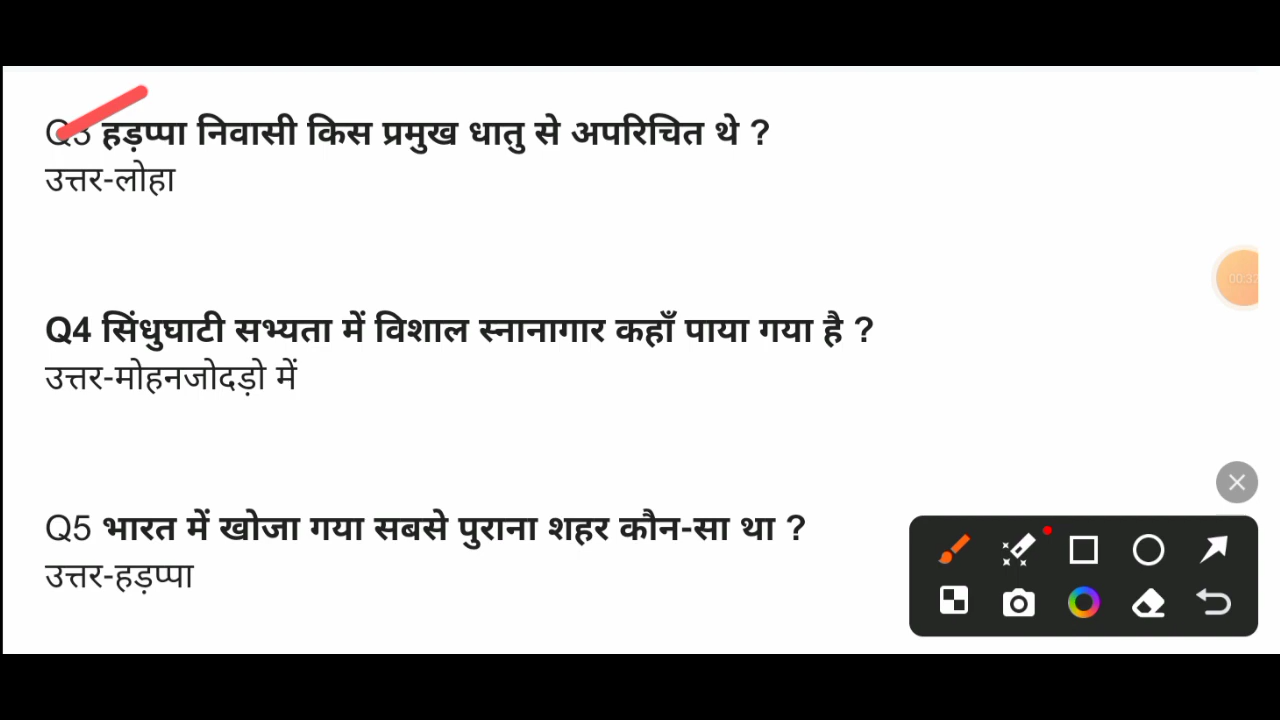 Q3 हड़प्पा निवासी किस प्रमुख धातु से अपरिचित थे ?
उत्तर-लोहा
Q4 सिंधुघाटी सभ्यता में विशाल स्नानागार कहाँ पाया गया है ?
उत्तर-मोहनजोदड़ो में
Q5 भारत में खोजा गया सबसे पुराना शहर कौन-सा था ?
उत्तर-हड़प्पा